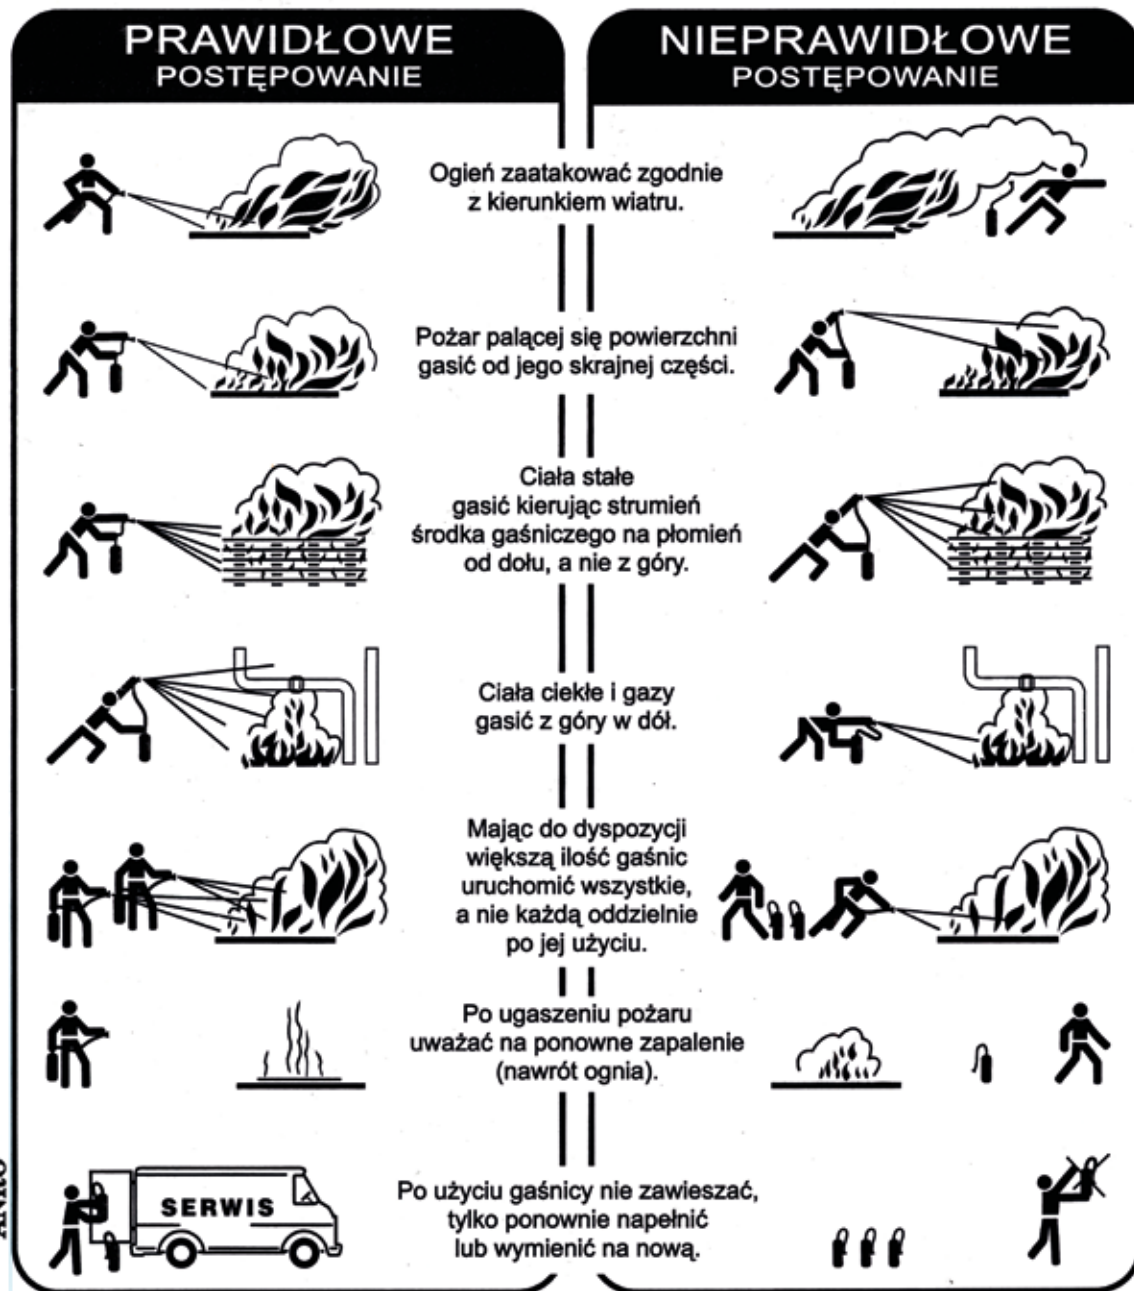 PRAWIDŁOWE
POSTĘPOWANIE
NIEPRAWIDŁOWE
POSTĘPOWANIE
Ogień zaatakować zgodnie
z kierunkiem wiatru.
Pożar palącej się powierzchni
gasić od jego skrajnej części.
Ciała stałe
gasić kierując strumień
środka gaśniczego na płomień
od dołu, a nie z góry.
Ciała ciekłe i gazy
gasić z góry w dół.
Mając do dyspozycji
większą ilość gaśnic
uruchomić wszystkie,
a nie każdą oddzielnie
po jej użyciu.
Po ugaszeniu pożaru
uważać na ponowne zapalenie
(nawrót ognia).
SERWIS
Po użyciu gaśnicy nie zawieszać,
tylko ponownie napełnić
lub wymienić na nową.